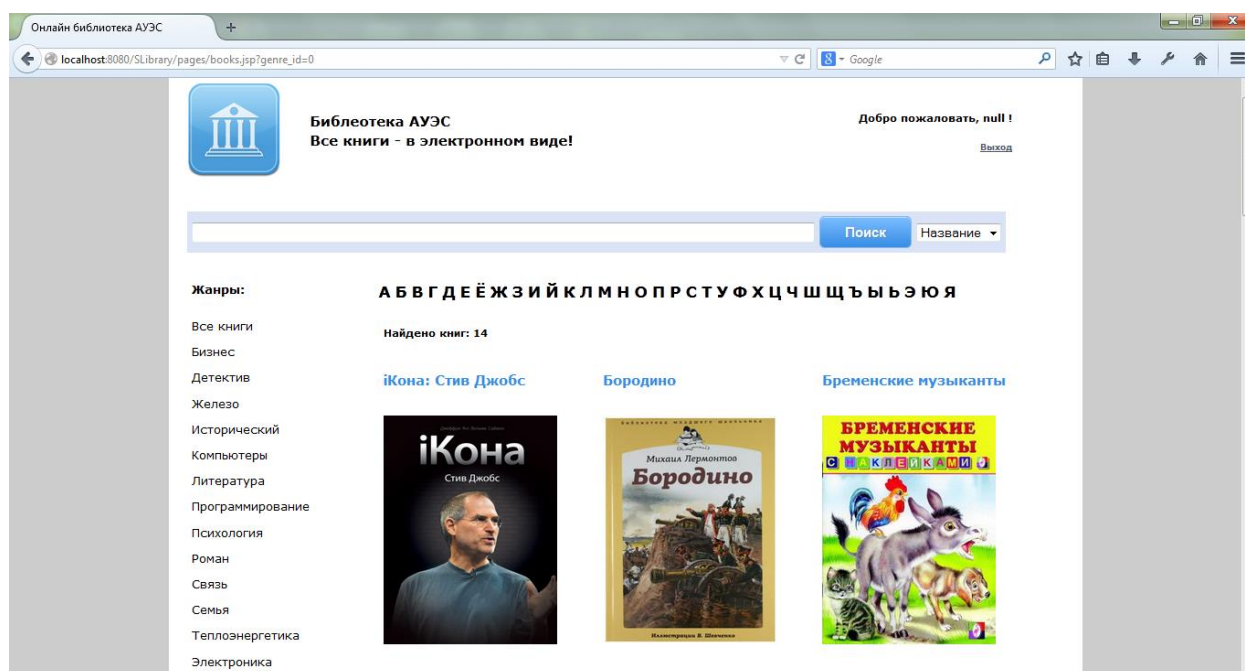 Онлайн библиотека АУЭС
localhost:8080/SLibrary/pages/books.jsp?genre_id=0
Google
Библеотека АУЭС
Все книги - в электронном виде!
Добро пожаловать, null !
Выход
Поиск
Название
Жанры:
А Б В Г Д Е Ё Ж З И Й К Л М Н О П Р С Т У Ф Х Ц Ч Ш Щ Ъ Ы Ь Э Ю Я
Все книги
Найдено книг: 14
Бизнес
Детектив
Железо
Исторический
Компьютеры
Литература
Программирование
Психология
Роман
Связь
Семья
Теплоэнергетика
Электроника
iКона: Стив Джобс
Бородино
Бременские музыканты
iКона
Стив Джобс
Михаил Лермонтов
Бородино
БРЕМЕНСКИЕ
МУЗЫКАНТЫ
С НАКЛЕЙКАМИ